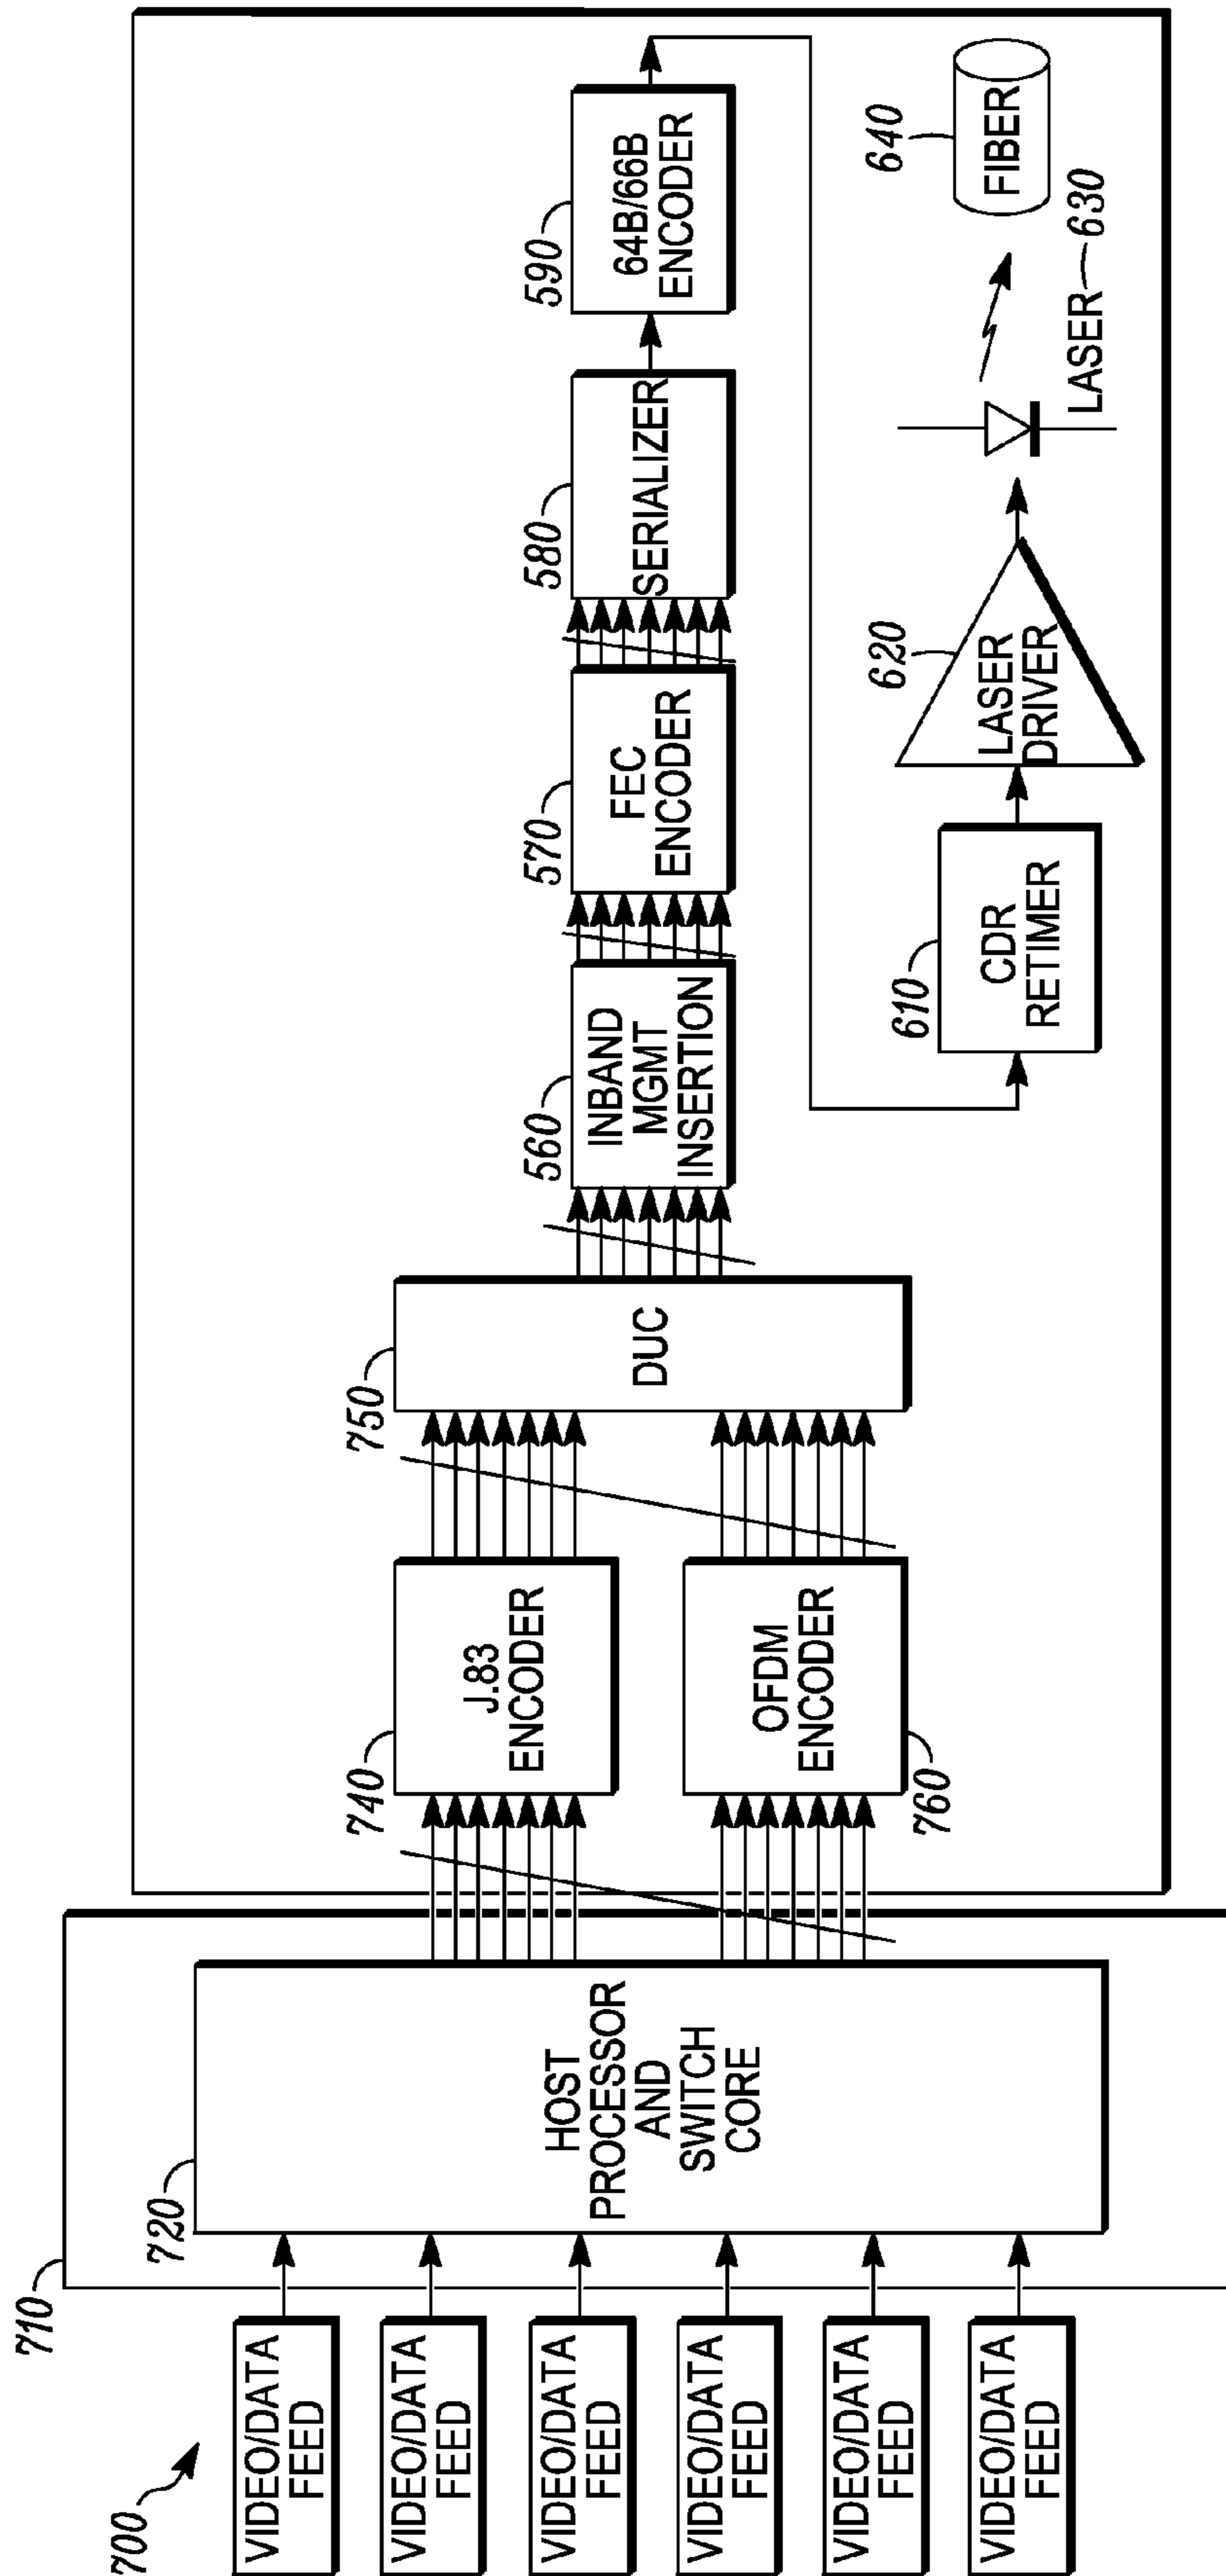 700
VIDEO/DATA
FEED
VIDEO/DATA
FEED
VIDEO/DATA
FEED
VIDEO/DATA
FEED
VIDEO/DATA
FEED
VIDEO/DATA
FEED
710
720
HOST
PROCESSOR
AND
SWITCH
CORE
740
J.83
ENCODER
OFDM
ENCODER
760
750
DUC
560
INBAND
MGMT
INSERTION
570
FEC
ENCODER
580
SERIALIZER
590
64B/66B
ENCODER
610
CDR
RETIMER
620
LASER
DRIVER
LASER 630
640
FIBER